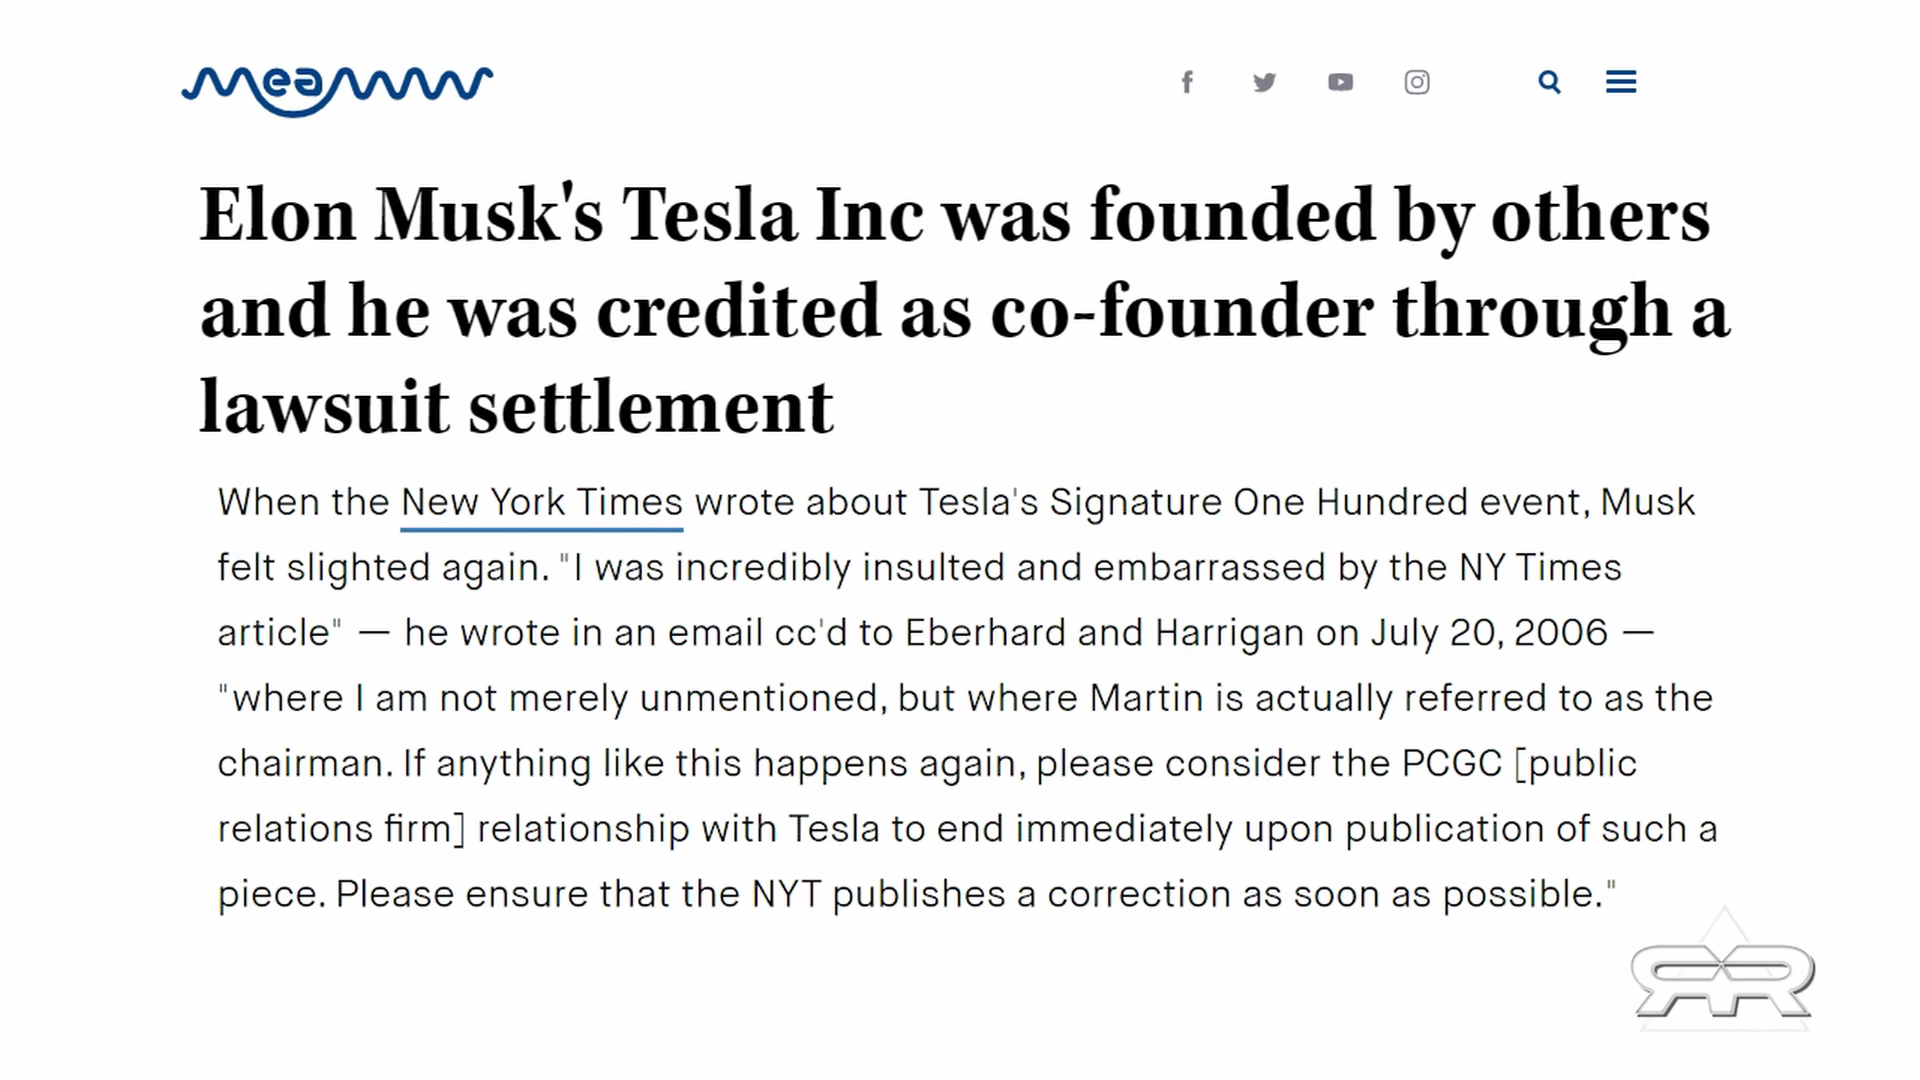 meaww
Elon Musk's Tesla Inc was founded by others
and he was credited as co-founder through a
lawsuit settlement
When the New York Times wrote about Tesla's Signature One Hundred event, Musk
felt slighted again. "I was incredibly insulted and embarrassed by the NY Times
article" — he wrote in an email cc'd to Eberhard and Harrigan on July 20, 2006 —
"where I am not merely unmentioned, but where Martin is actually referred to as the
chairman. If anything like this happens again, please consider the PCGC [public
relations firm] relationship with Tesla to end immediately upon publication of such a
piece. Please ensure that the NYT publishes a correction as soon as possible."
RR